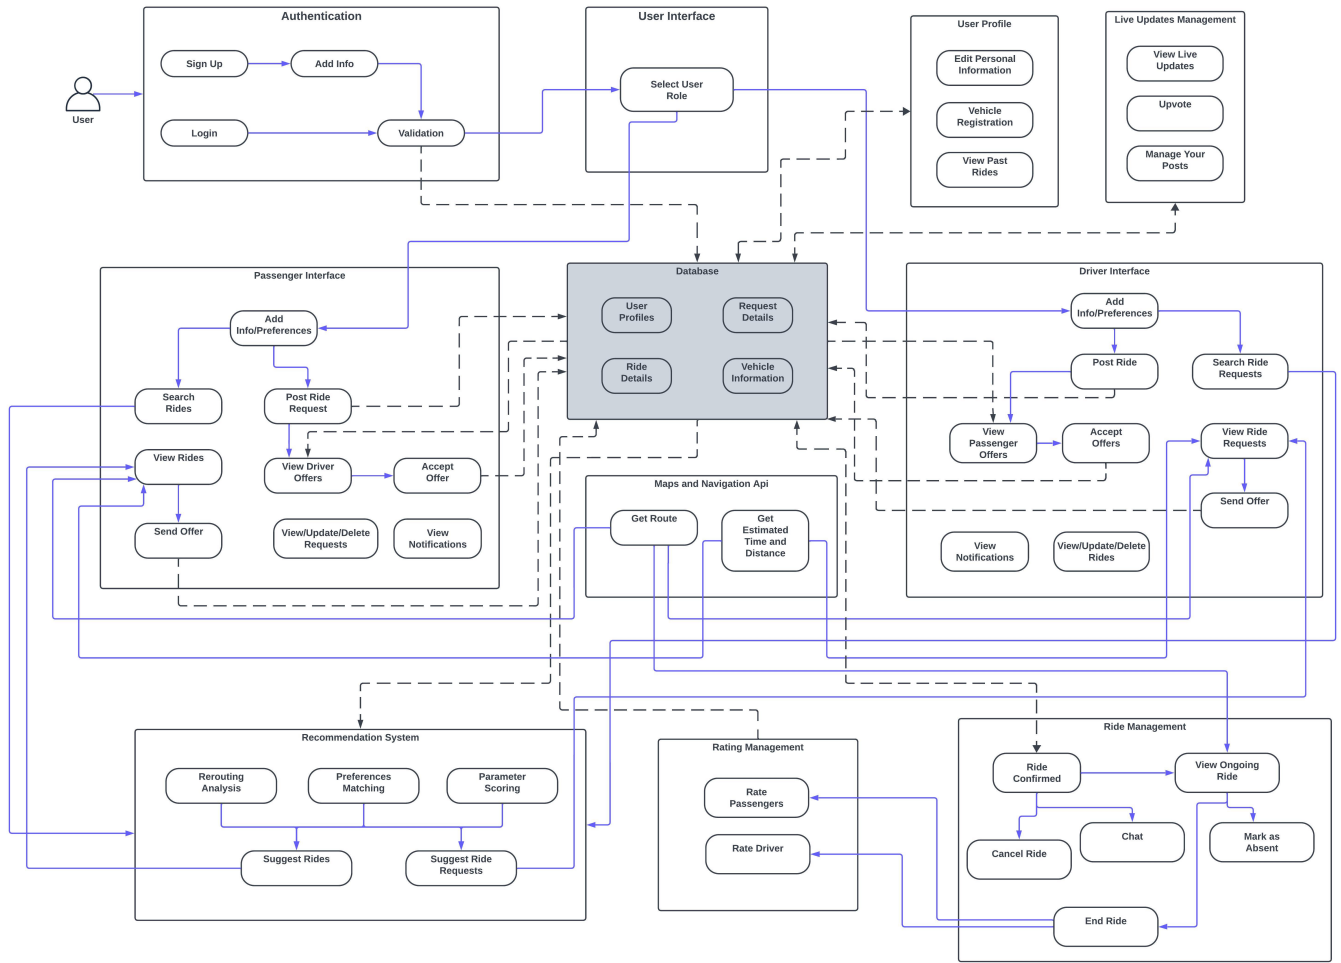 Authentication
User Interface
User Profile
Live Updates Management
Sign Up
Add Info
Login
Validation
User
Select User
Role
Edit Personal
Information
Vehicle
Registration
View Past
Rides
View Live
Updates
Upvote
Manage Your
Posts
Passenger Interface
Add
Info/Preferences
Search
Rides
Post Ride
Request
View Rides
View Driver
Offers
Accept
Offer
Send Offer
View/Update/Delete
Requests
View
Notifications
Database
User
Profiles
Request
Details
Ride
Details
Vehicle
Information
Driver Interface
Add
Info/Preferences
Post Ride
Search Ride
Requests
View
Passenger
Offers
Accept
Offers
View Ride
Requests
Send Offer
View
Notifications
View/Update/Delete
Rides
Maps and Navigation Api
Get Route
Get
Estimated
Time and
Distance
Recommendation System
Rerouting
Analysis
Preferences
Matching
Parameter
Scoring
Suggest Rides
Suggest Ride
Requests
Rating Management
Rate
Passengers
Rate Driver
Ride Management
Ride
Confirmed
View Ongoing
Ride
Cancel Ride
Chat
Mark as
Absent
End Ride